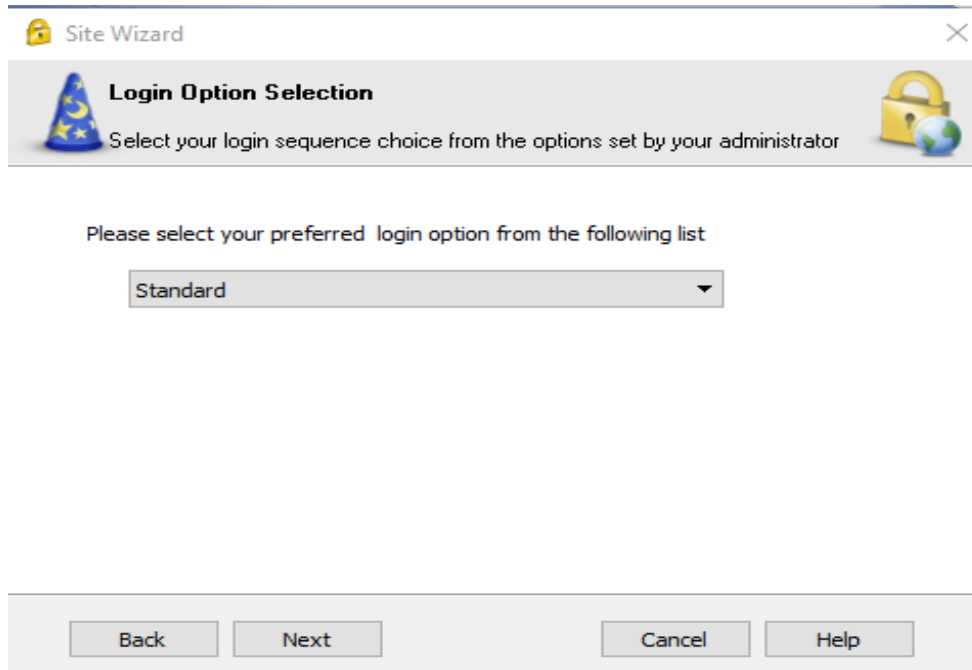 Site Wizard
Login Option Selection
Select your login sequence choice from the options set by your administrator
Please select your preferred  login option from the following list
Standard
Back
Next
Cancel
Help